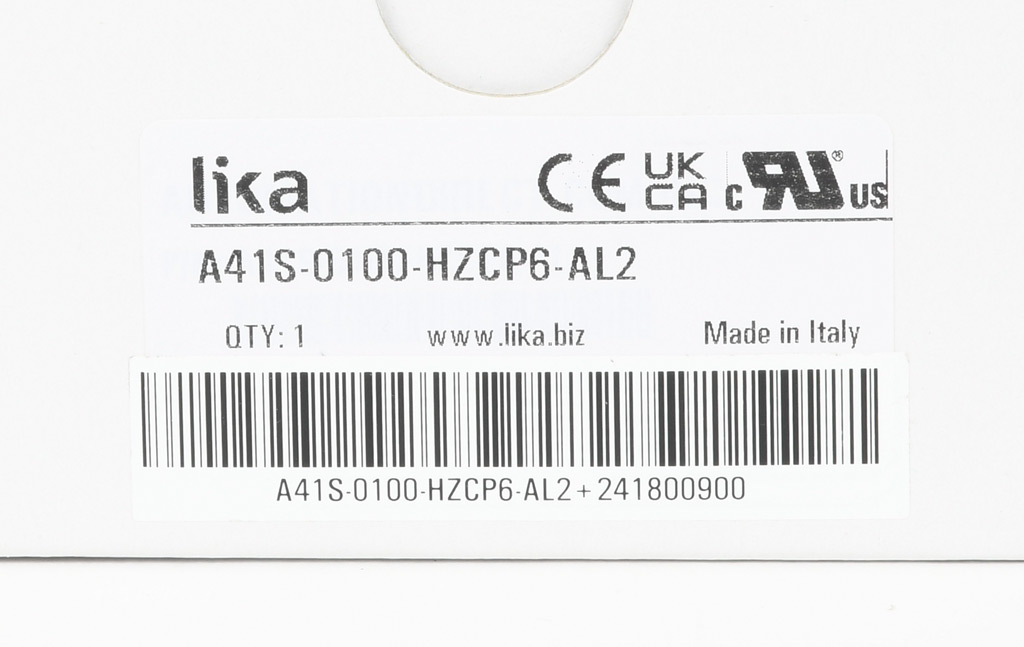 lika CE UK CA c RU® US
A41S-0100-HZCP6-AL2
QTY: 1 www.lika.biz Made in Italy
A41S-0100-HZCP6-AL2+241800900